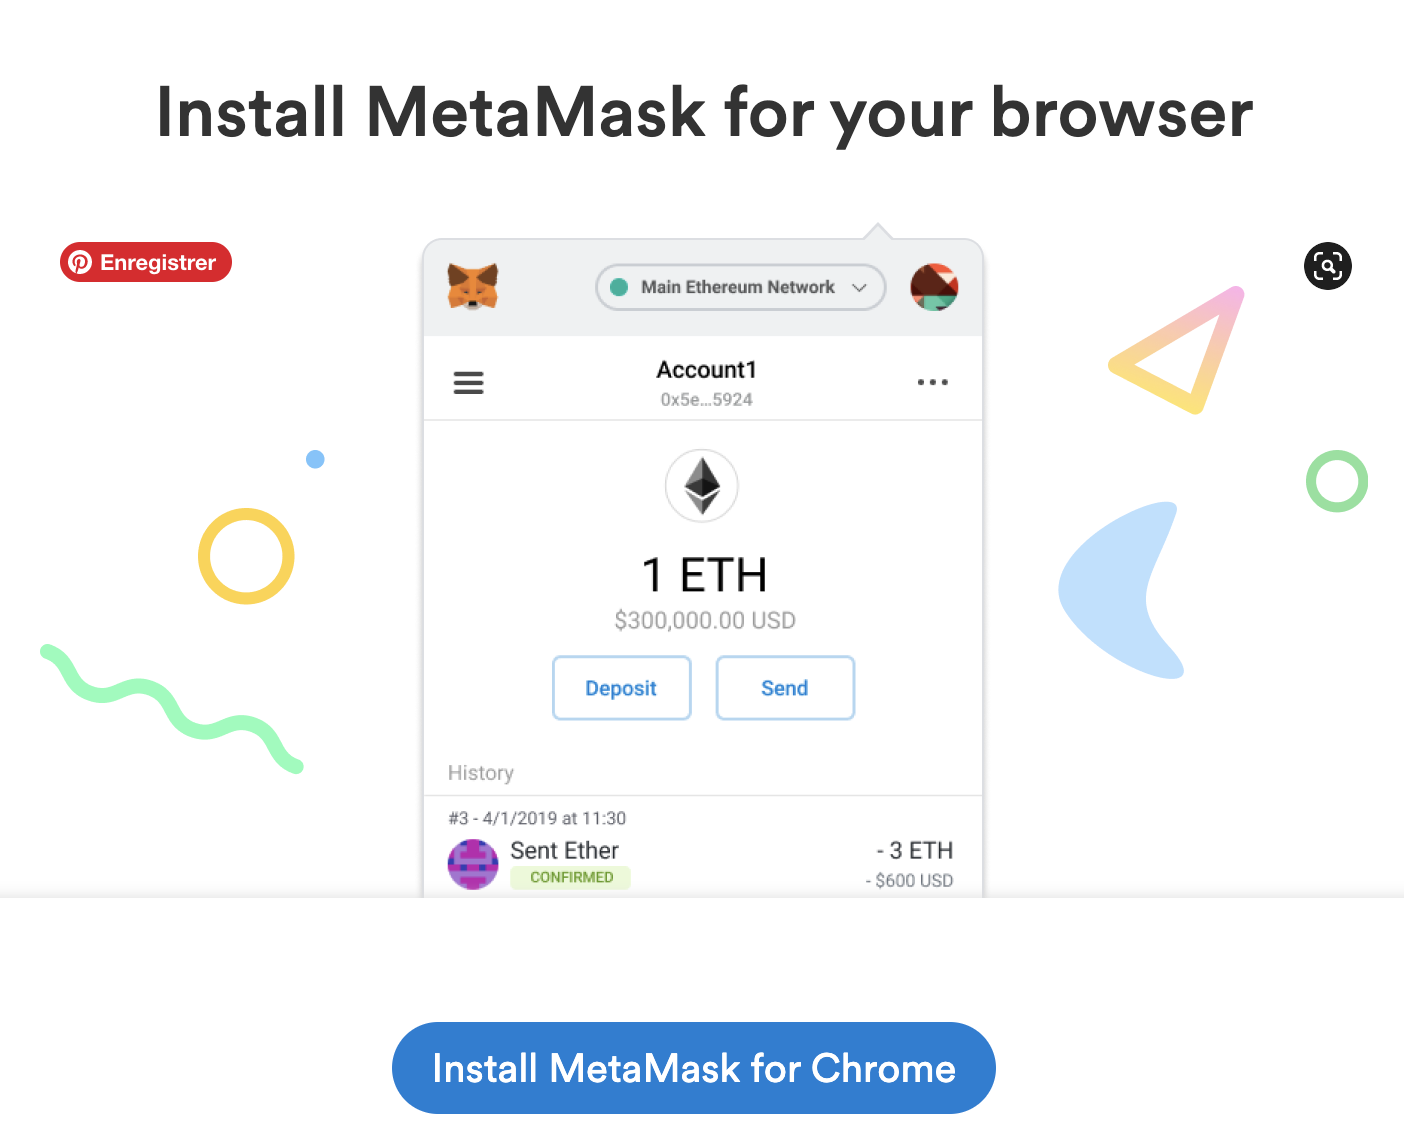 Install MetaMask for your browser
Enregistrer
Main Ethereum Network
Account1
0x5e...5924
1 ETH
$300,000.00 USD
Deposit Send
History
#3 - 4/1/2019 at 11:30
Sent Ether - 3 ETH
CONFIRMED - $600 USD
Install MetaMask for Chrome